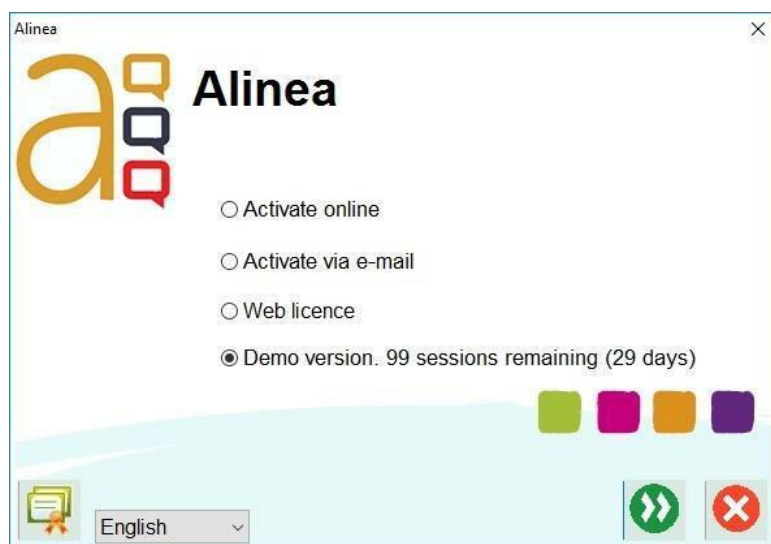 Alinea
Alinea
Activate online
Activate via e-mail
Web licence
Demo version. 99 sessions remaining (29 days)
English